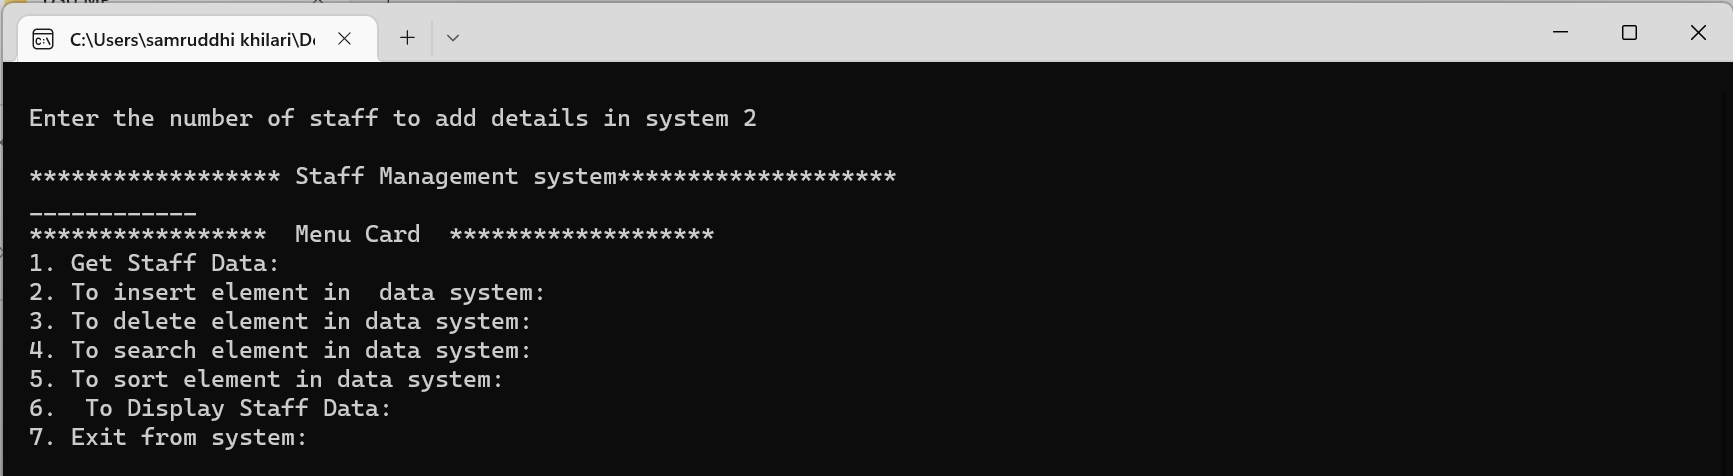 C:\Users\samruddhi khilari\De
Enter the number of staff to add details in system 2
****************** Staff Management system********************
____________
*****************  Menu Card  *******************
1. Get Staff Data:
2. To insert element in  data system:
3. To delete element in data system:
4. To search element in data system:
5. To sort element in data system:
6.  To Display Staff Data:
7. Exit from system: